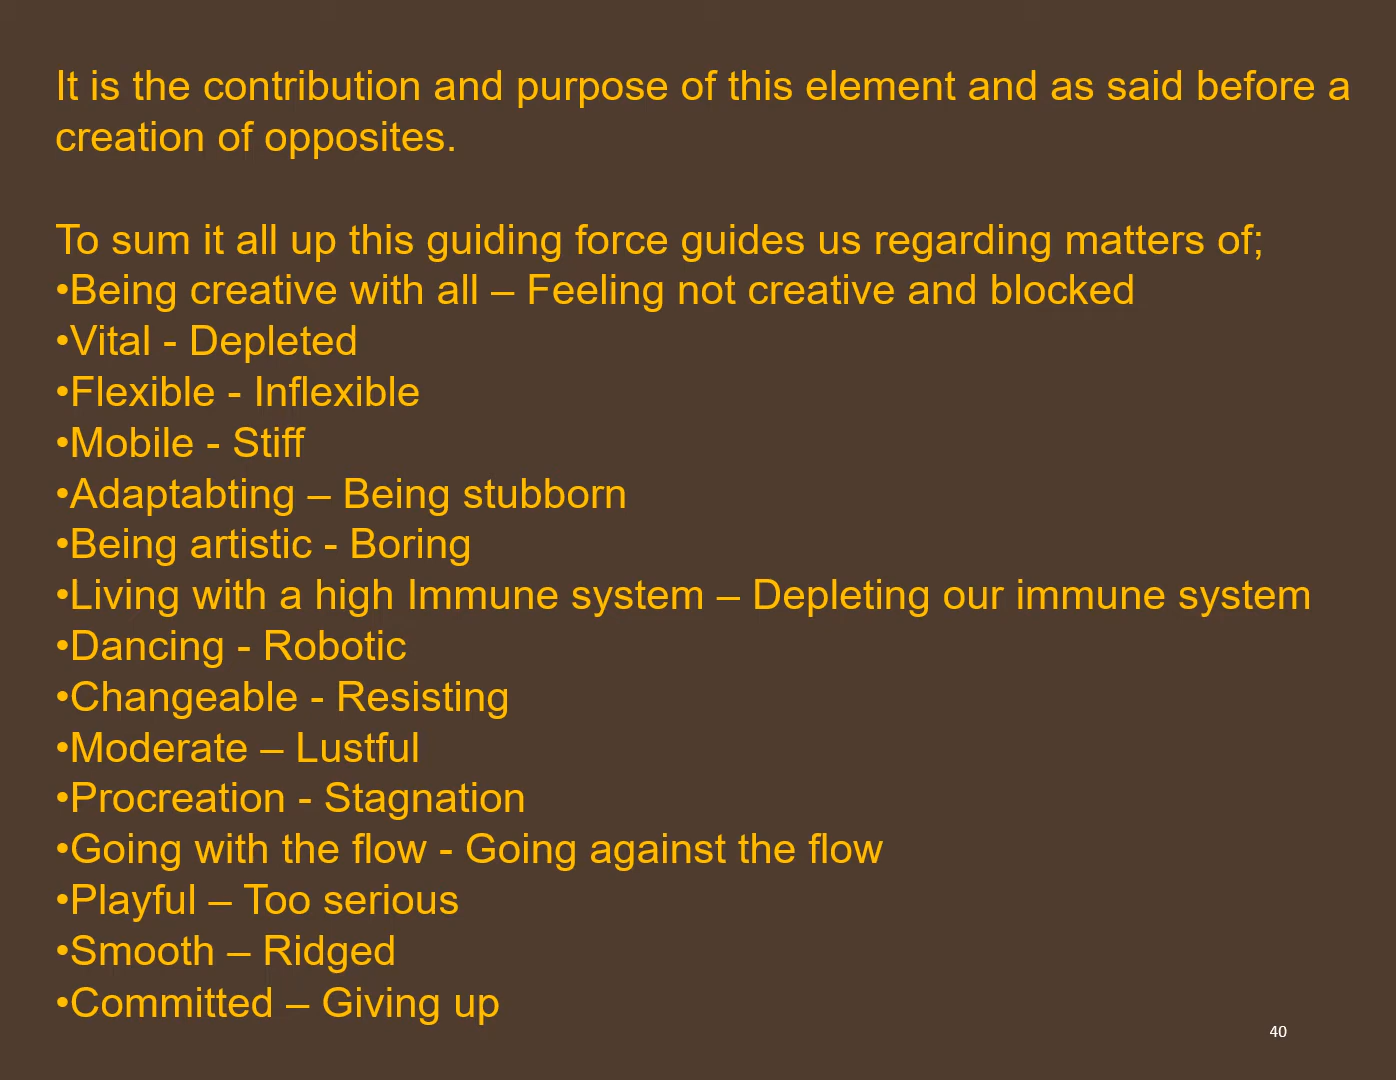 It is the contribution and purpose of this element and as said before a
creation of opposites.
To sum it all up this guiding force guides us regarding matters of;
•Being creative with all – Feeling not creative and blocked
•Vital - Depleted
•Flexible - Inflexible
•Mobile - Stiff
•Adaptabting – Being stubborn
•Being artistic - Boring
•Living with a high Immune system – Depleting our immune system
•Dancing - Robotic
•Changeable - Resisting
•Moderate – Lustful
•Procreation - Stagnation
•Going with the flow - Going against the flow
•Playful – Too serious
•Smooth – Ridged
•Committed – Giving up
40